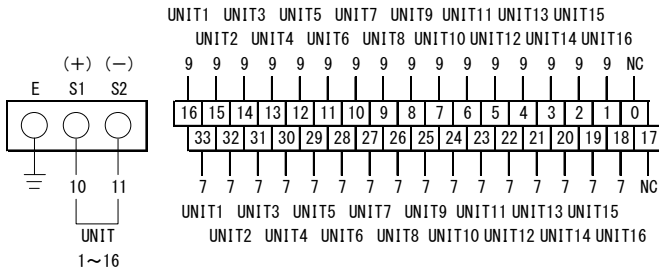 UNIT1 UNIT3 UNIT5 UNIT7 UNIT9 UNIT11 UNIT13 UNIT15
UNIT2 UNIT4 UNIT6 UNIT8 UNIT10 UNIT12 UNIT14 UNIT16
(+) (−) 9 9 9 9 9 9 9 9 9 9 9 9 9 9 9 9 NC
E S1 S2
16 15 14 13 12 11 10 9 8 7 6 5 4 3 2 1 0
33 32 31 30 29 28 27 26 25 24 23 22 21 20 19 18 17
10 11 7 7 7 7 7 7 7 7 7 7 7 7 7 7 7 7 NC
UNIT1 UNIT3 UNIT5 UNIT7 UNIT9 UNIT11 UNIT13 UNIT15
UNIT UNIT2 UNIT4 UNIT6 UNIT8 UNIT10 UNIT12 UNIT14 UNIT16
1~16